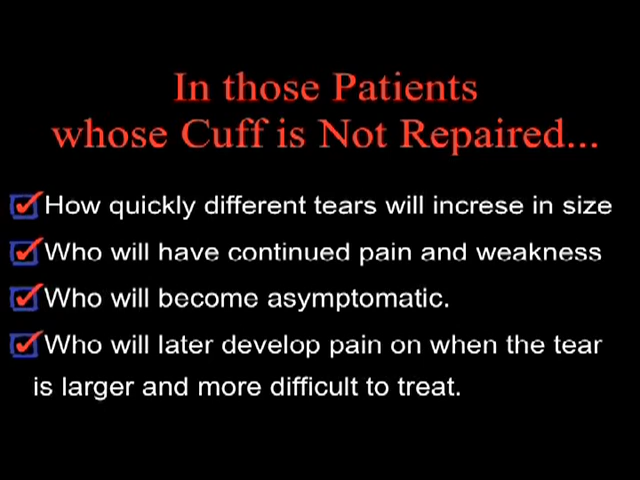 In those Patients
whose Cuff is Not Repaired...
How quickly different tears will increse in size
Who will have continued pain and weakness
Who will become asymptomatic.
Who will later develop pain on when the tear
is larger and more difficult to treat.